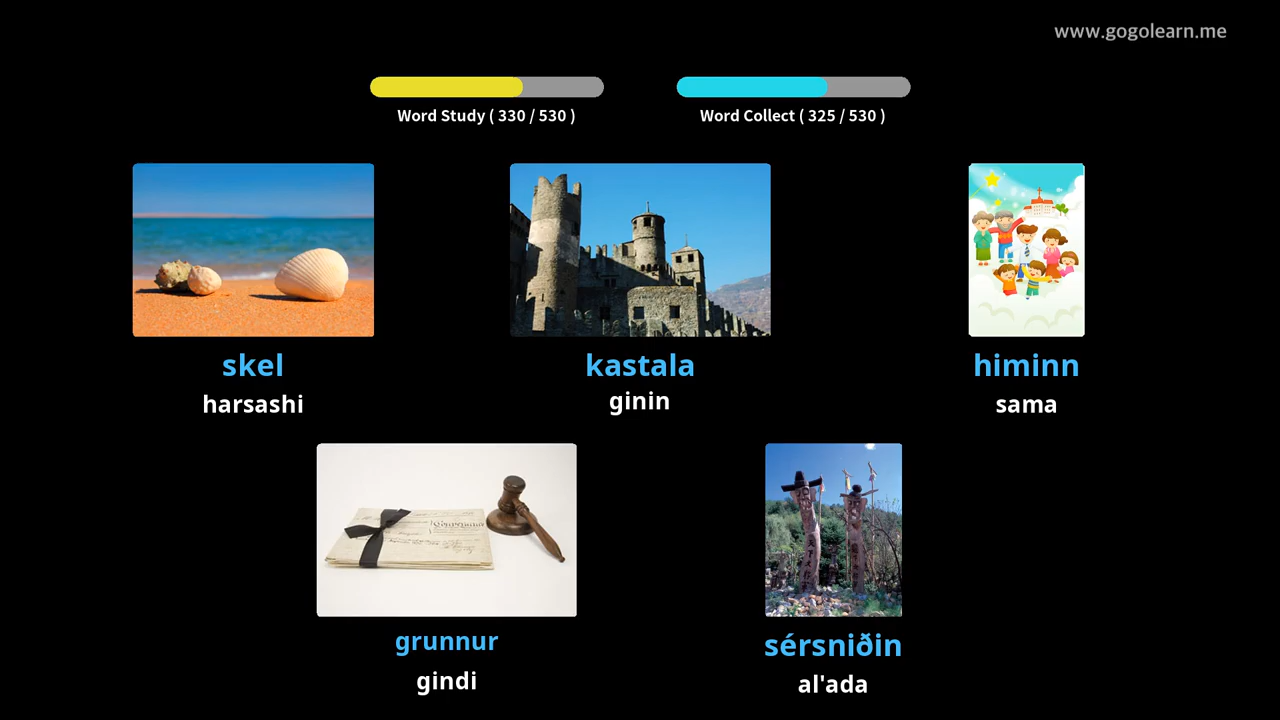 www.gogolearn.me
Word Study ( 330 / 530 )
Word Collect ( 325 / 530 )
skel
kastala
himinn
harsashi
ginin
sama
grunnur
sérsniðin
gindi
al'ada